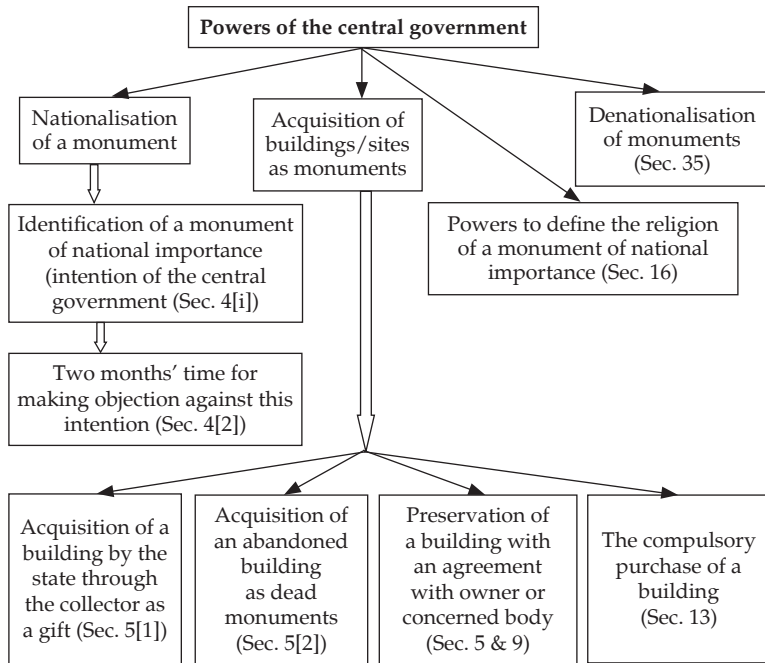 Powers of the central government
Nationalisation
of a monument
Acquisition of
buildings/sites
as monuments
Denationalisation
of monuments
(Sec. 35)
Identification of a monument
of national importance
(intention of the central
government (Sec. 4[i])
Powers to define the religion
of a monument of national
importance (Sec. 16)
Two months’ time for
making objection against this
intention (Sec. 4[2])
Acquisition of a
building by the
state through
the collector as
a gift (Sec. 5[1])
Acquisition of
an abandoned
building
as dead
monuments
(Sec. 5[2])
Preservation of
a building with
an agreement
with owner or
concerned body
(Sec. 5 & 9)
The compulsory
purchase of a
building
(Sec. 13)